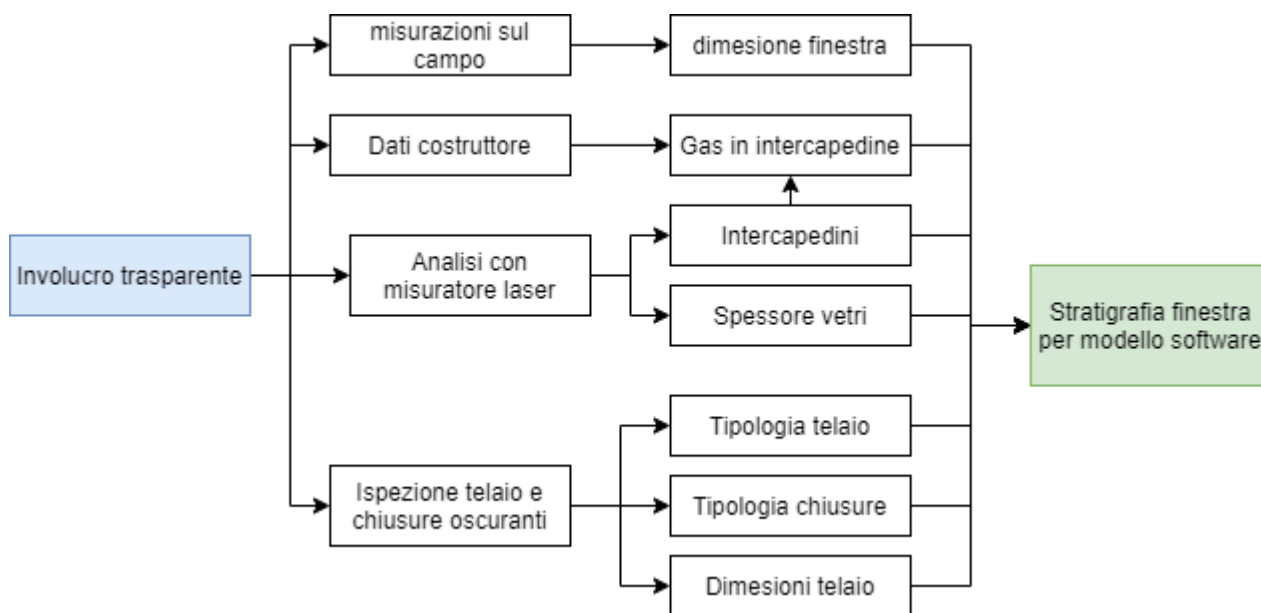 misurazioni sul
campo
dimesione finestra
Dati costruttore
Gas in intercapedine
Involucro trasparente
Analisi con
misuratore laser
Intercapedini
Spessore vetri
Stratigrafia finestra
per modello software
Ispezione telaio e
chiusure oscuranti
Tipologia telaio
Tipologia chiusure
Dimesioni telaio